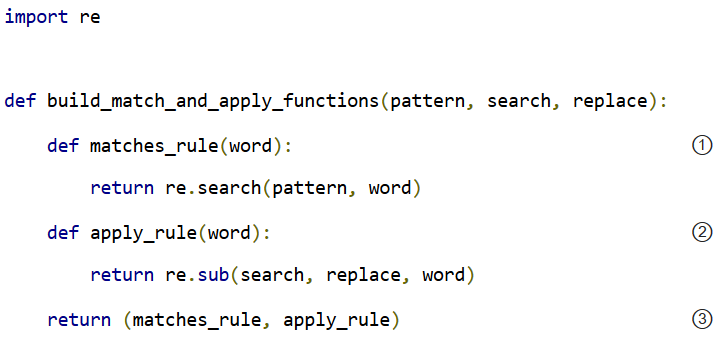 import re
def build_match_and_apply_functions(pattern, search, replace):
def matches_rule(word): ①
return re.search(pattern, word)
def apply_rule(word): ②
return re.sub(search, replace, word)
return (matches_rule, apply_rule) ③